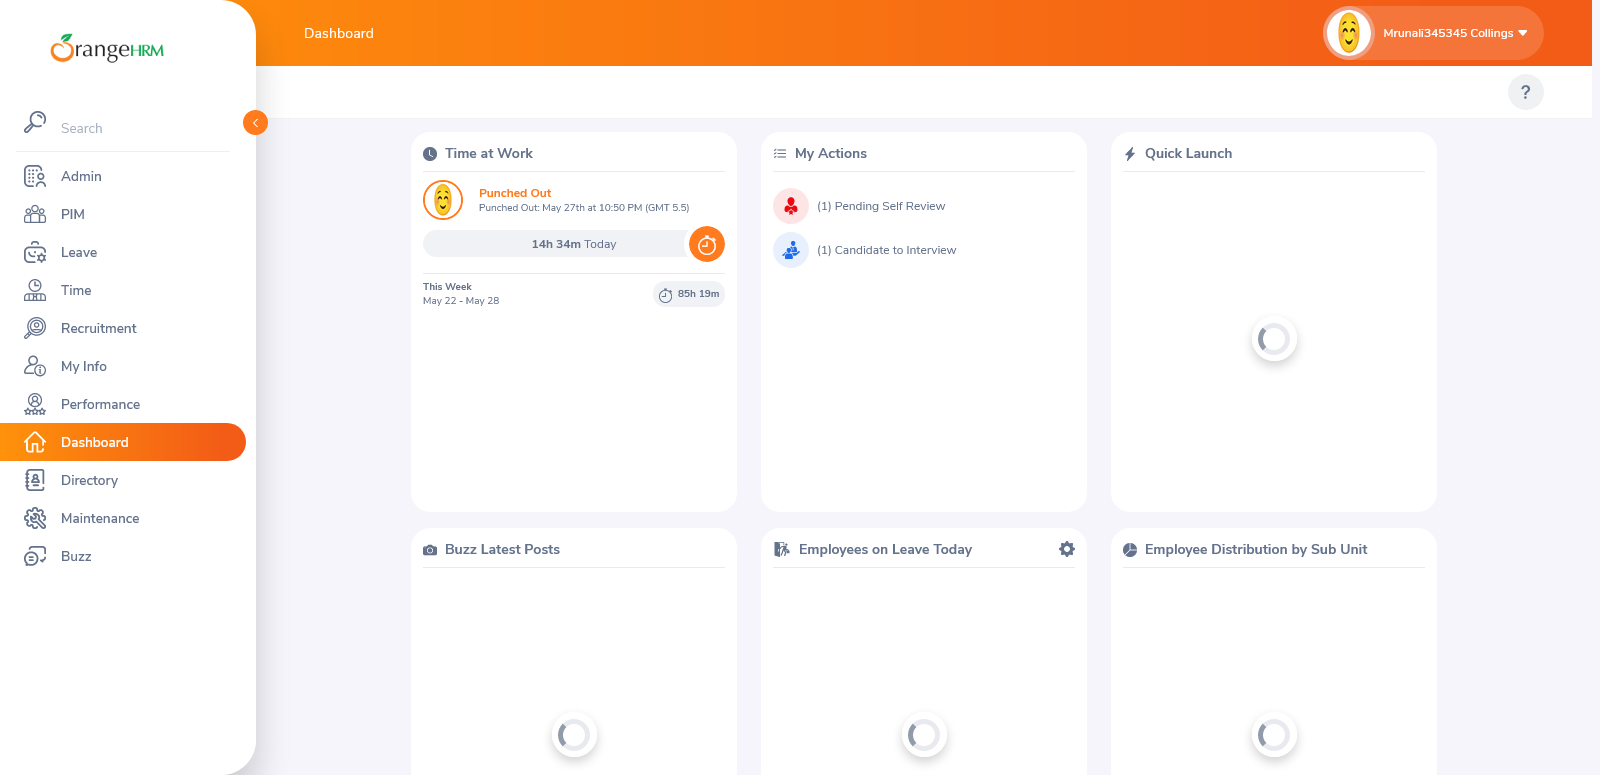 OrangeHRM
Search
Admin
PIM
Leave
Time
Recruitment
My Info
Performance
Dashboard
Directory
Maintenance
Buzz
Dashboard
Mrunali345345 Collings
?
Time at Work
Punched Out
Punched Out: May 27th at 10:50 PM (GMT 5.5)
14h 34m Today
This Week
May 22 - May 28
85h 19m
My Actions
(1) Pending Self Review
(1) Candidate to Interview
Quick Launch
Buzz Latest Posts
Employees on Leave Today
Employee Distribution by Sub Unit